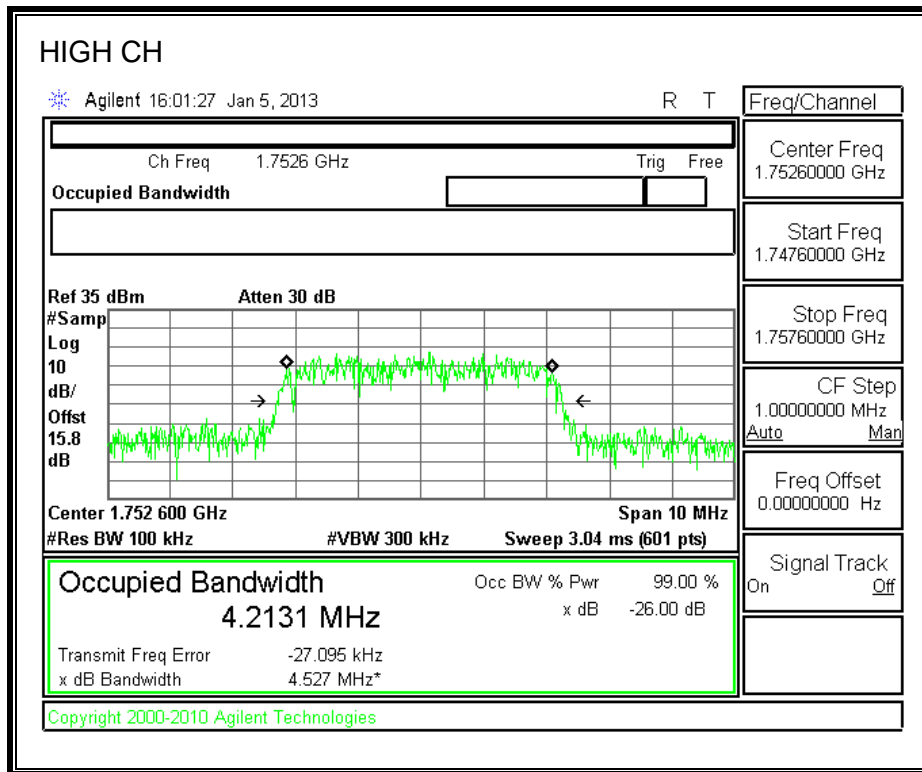 HIGH CH
Agilent 16:01:27 Jan 5, 2013 R T
Freq/Channel
Ch Freq 1.7526 GHz Trig Free
Occupied Bandwidth
Center Freq
1.75260000 GHz
Start Freq
1.74760000 GHz
Stop Freq
1.75760000 GHz
CF Step
1.00000000 MHz
Auto Man
Freq Offset
0.00000000 Hz
Signal Track
On Off
Ref 35 dBm Atten 30 dB
#Samp
Log
10
dB/
Offst
15.8
dB
Center 1.752 600 GHz Span 10 MHz
#Res BW 100 kHz #VBW 300 kHz Sweep 3.04 ms (601 pts)
Occupied Bandwidth Occ BW % Pwr 99.00 %
4.2131 MHz x dB -26.00 dB
Transmit Freq Error -27.095 kHz
x dB Bandwidth 4.527 MHz*
Copyright 2000-2010 Agilent Technologies